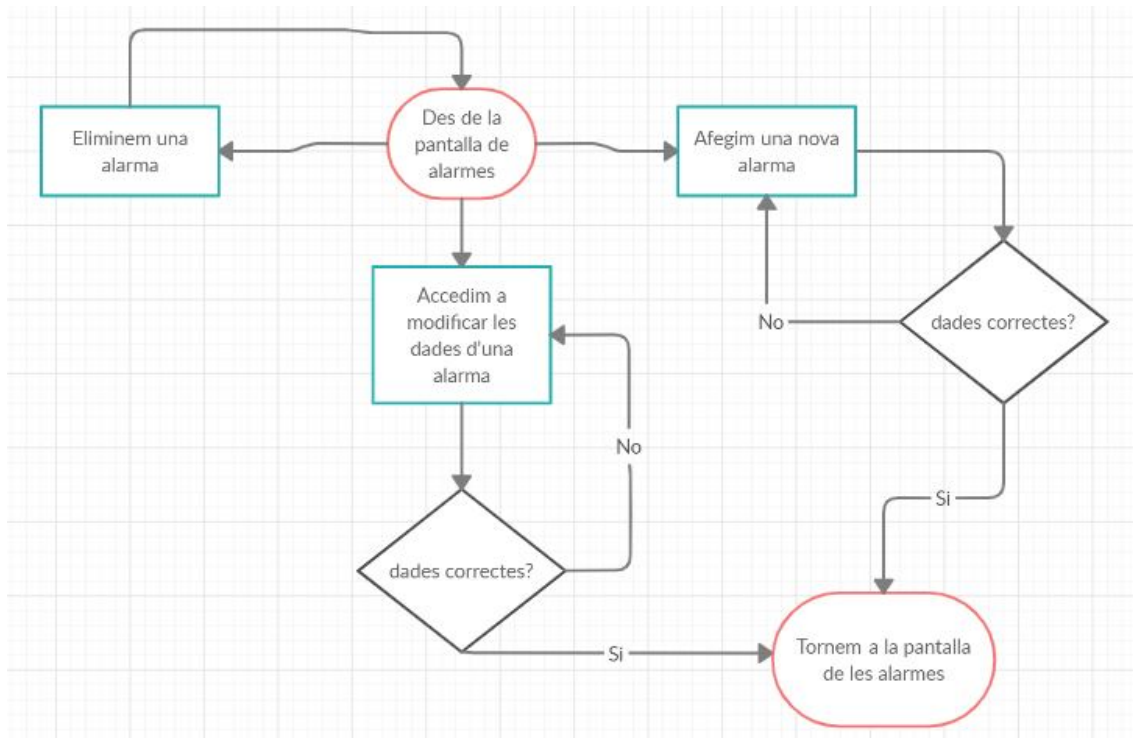 Eliminem una
alarma
Des de la
pantalla de
alarmes
Afegim una nova
alarma
Accedim a
modificar les
dades d'una
alarma
No
dades correctes?
No
Si
dades correctes?
Si
Tornem a la pantalla
de les alarmes